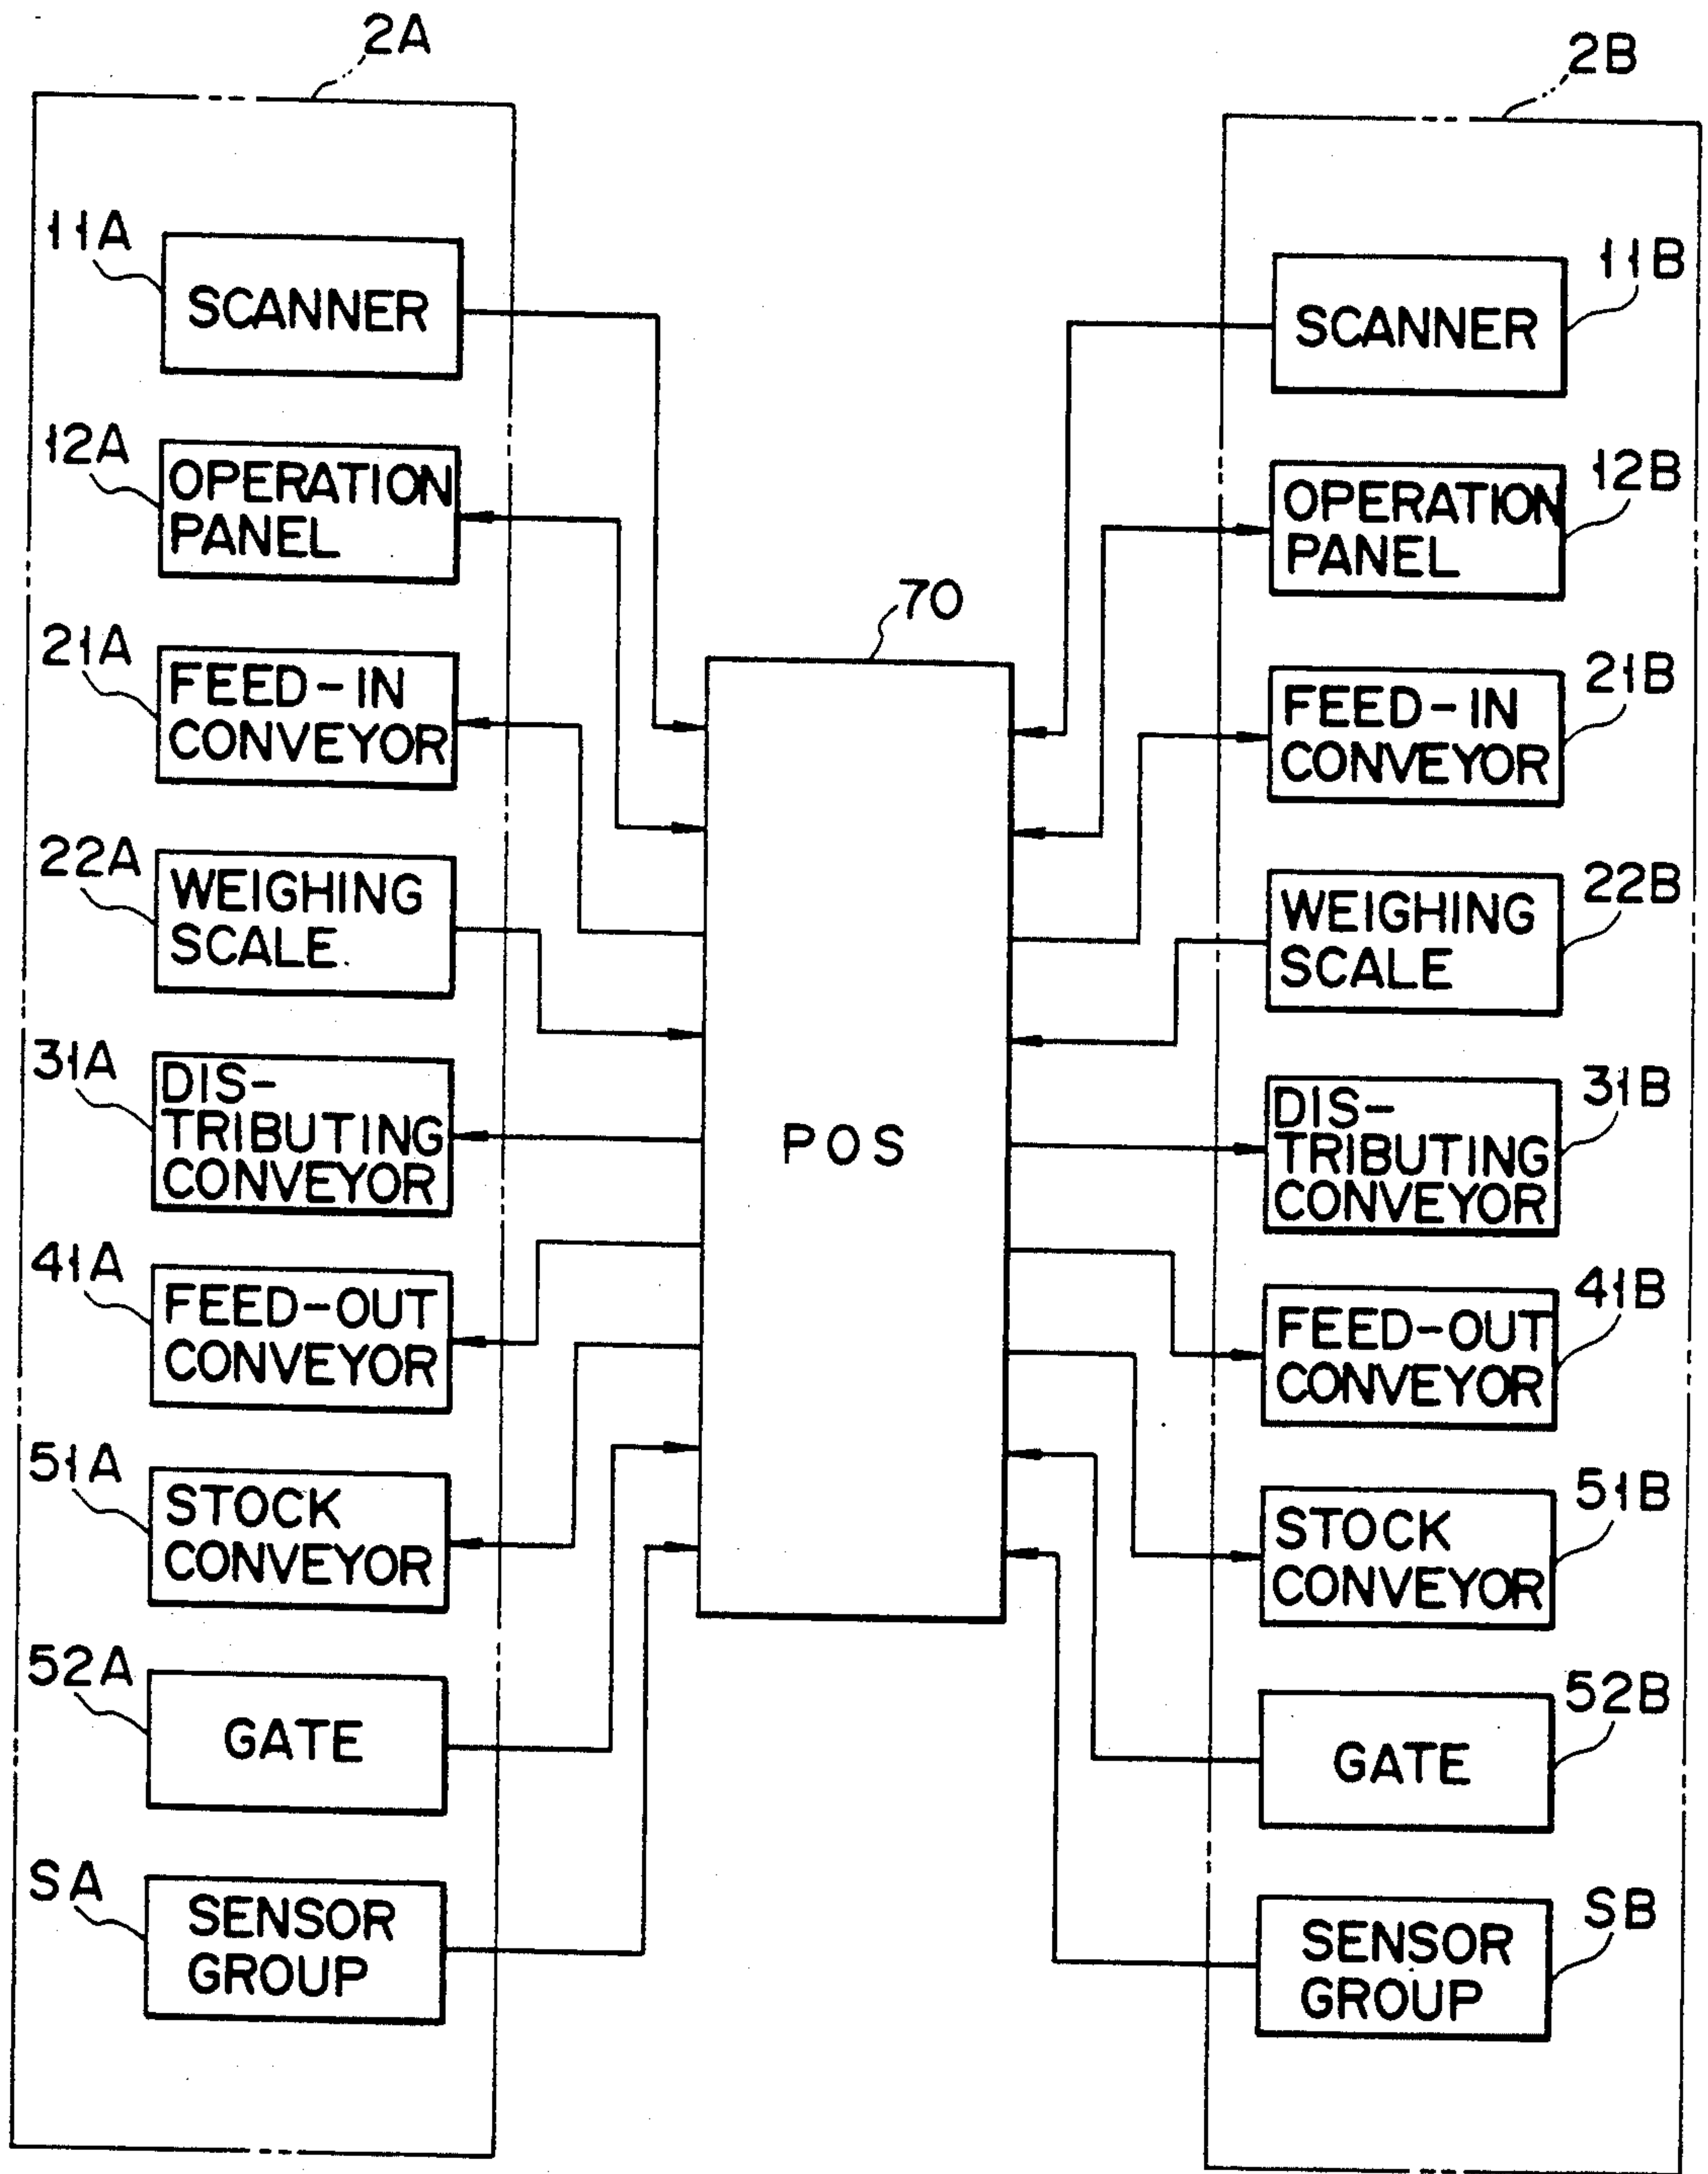 2A
11A
SCANNER
12A
OPERATION
PANEL
21A
FEED-IN
CONVEYOR
22A
WEIGHING
SCALE
31A
DIS-
TRIBUTING
CONVEYOR
41A
FEED-OUT
CONVEYOR
51A
STOCK
CONVEYOR
52A
GATE
SA
SENSOR
GROUP
70
POS
2B
11B
SCANNER
12B
OPERATION
PANEL
21B
FEED-IN
CONVEYOR
22B
WEIGHING
SCALE
31B
DIS-
TRIBUTING
CONVEYOR
41B
FEED-OUT
CONVEYOR
51B
STOCK
CONVEYOR
52B
GATE
SB
SENSOR
GROUP